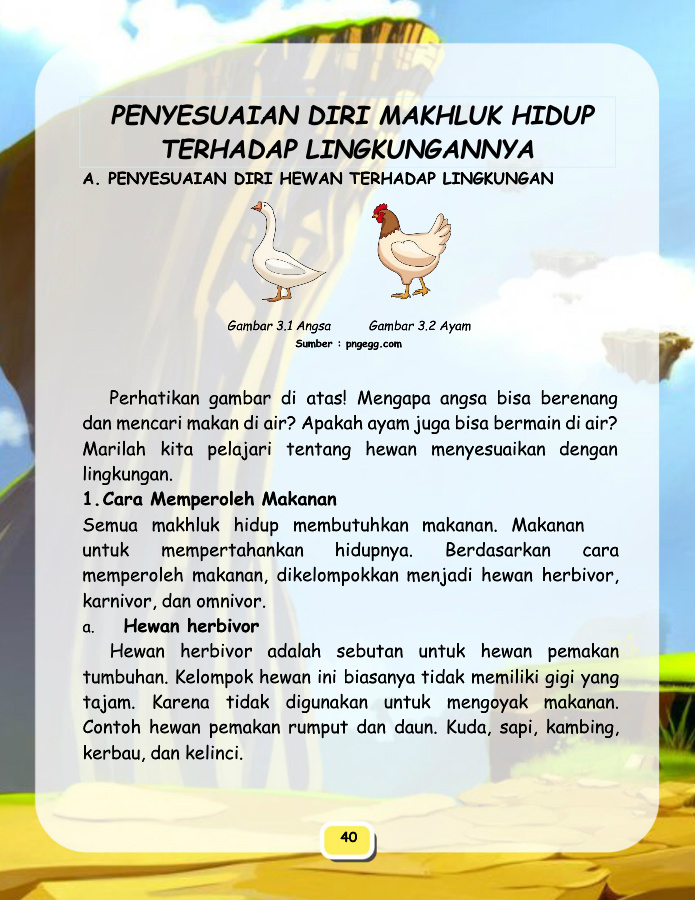 PENYESUAIAN DIRI MAKHLUK HIDUP
TERHADAP LINGKUNGANNYA
A. PENYESUAIAN DIRI HEWAN TERHADAP LINGKUNGAN
Gambar 3.1 Angsa
Gambar 3.2 Ayam
Sumber : pngegg.com
Perhatikan gambar di atas! Mengapa angsa bisa berenang
dan mencari makan di air? Apakah ayam juga bisa bermain di air?
Marilah kita pelajari tentang hewan menyesuaikan dengan
lingkungan.
1. Cara Memperoleh Makanan
Semua makhluk hidup membutuhkan makanan. Makanan
untuk mempertahankan hidupnya. Berdasarkan cara
memperoleh makanan, dikelompokkan menjadi hewan herbivor,
karnivor, dan omnivor.
a. Hewan herbivor
Hewan herbivor adalah sebutan untuk hewan pemakan
tumbuhan. Kelompok hewan ini biasanya tidak memiliki gigi yang
tajam. Karena tidak digunakan untuk mengoyak makanan.
Contoh hewan pemakan rumput dan daun. Kuda, sapi, kambing,
kerbau, dan kelinci.
40